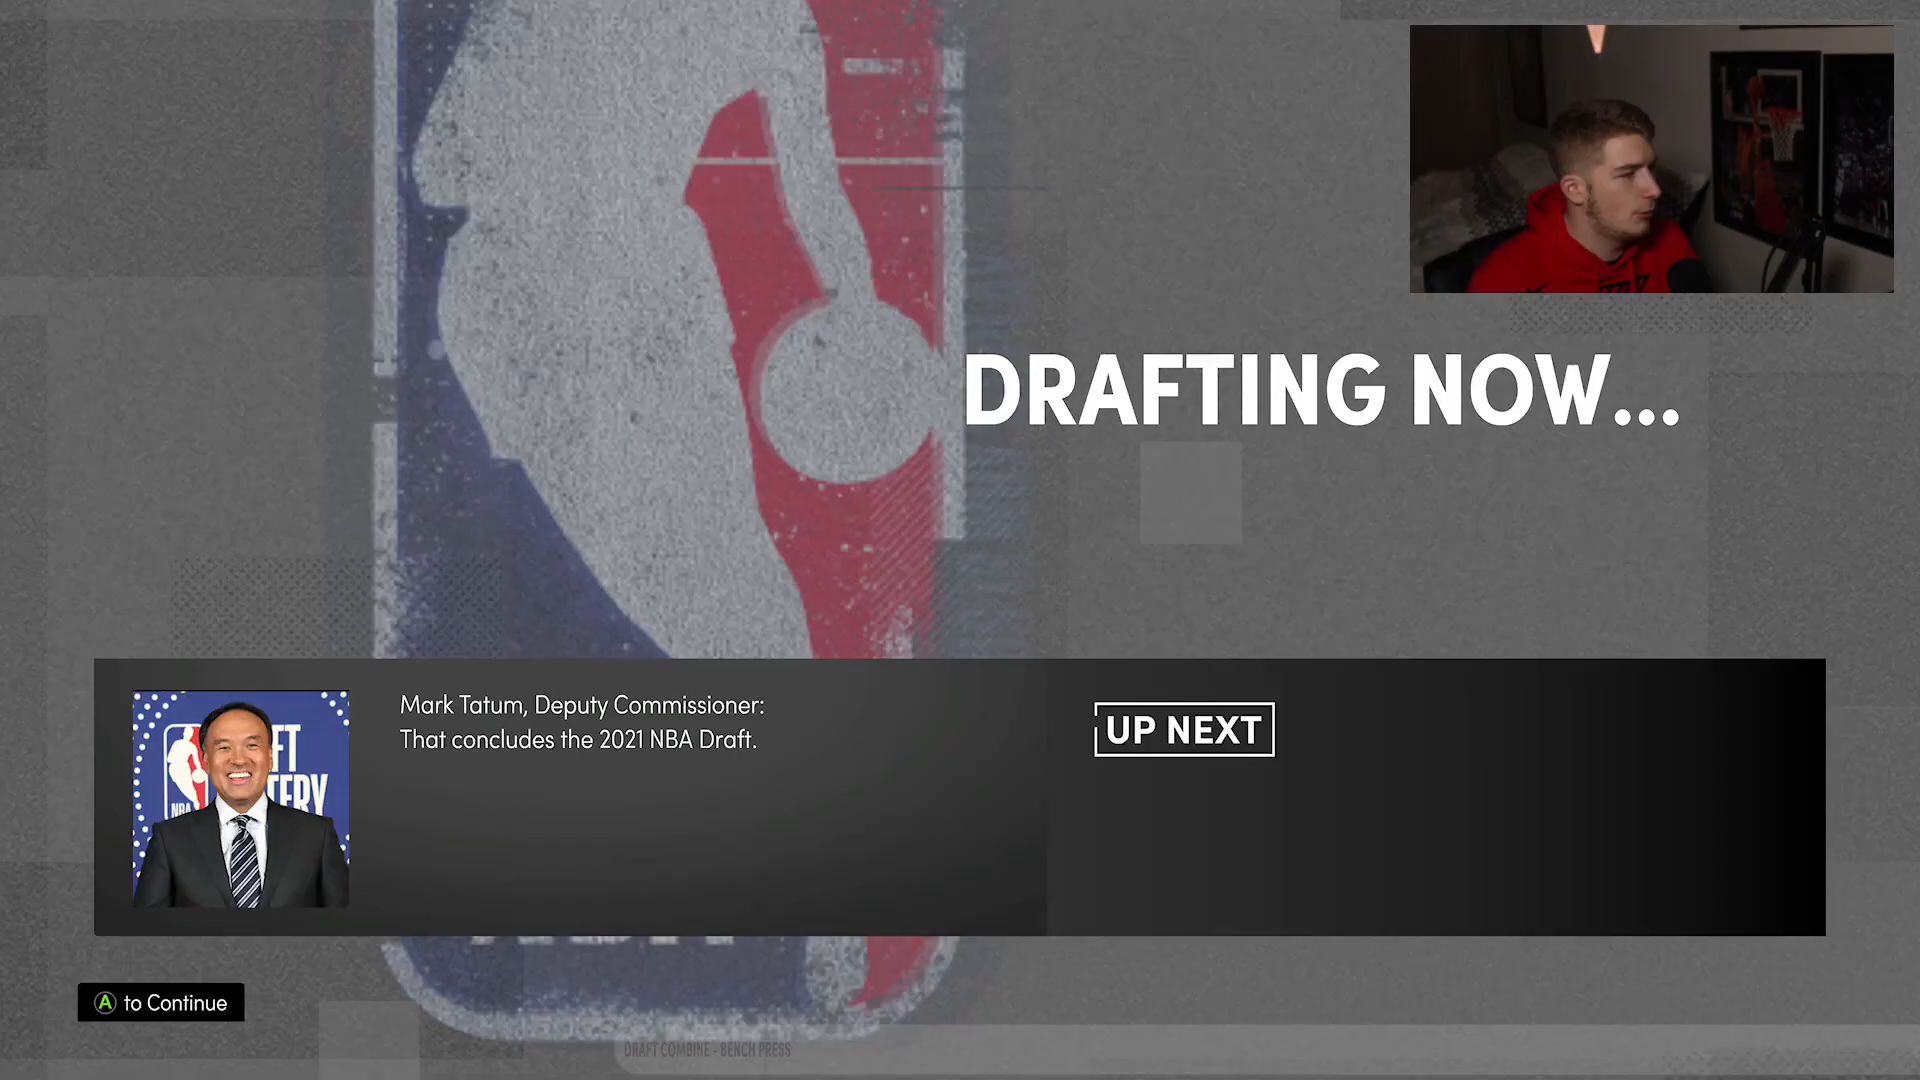 DRAFTING NOW...
Mark Tatum, Deputy Commissioner:
That concludes the 2021 NBA Draft.
UP NEXT
NBA
A to Continue
DRAFT COMBINE - BENCH PRESS